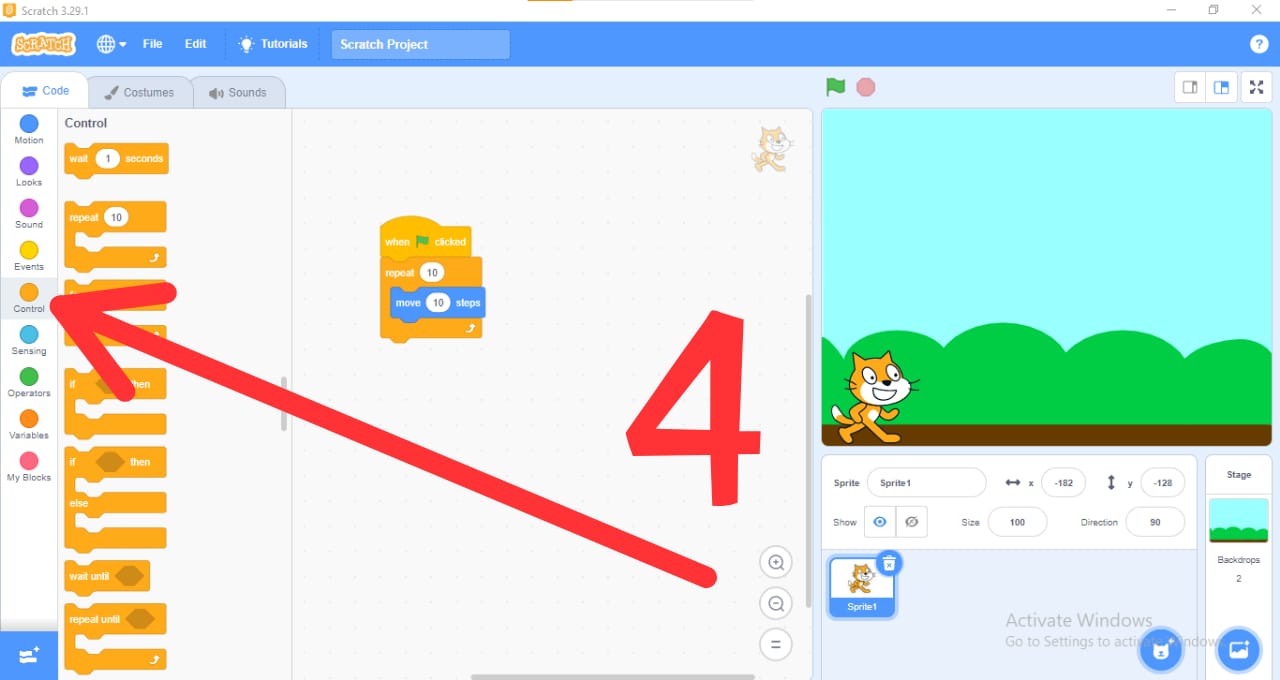 Scratch 3.29.1
SCRATCH
File
Edit
Tutorials
Scratch Project
?
Code
Costumes
Sounds
Motion
Looks
Sound
Events
Control
Sensing
Operators
Variables
My Blocks
Control
wait 1 seconds
repeat 10
if then
if then
else
wait until
repeat until
when clicked
repeat 10
move 10 steps
4
Sprite Sprite1 x -182 y -128
Show Size 100 Direction 90
Sprite1
Stage
Backdrops
2
Activate Windows
Go to Settings to activate Windows.